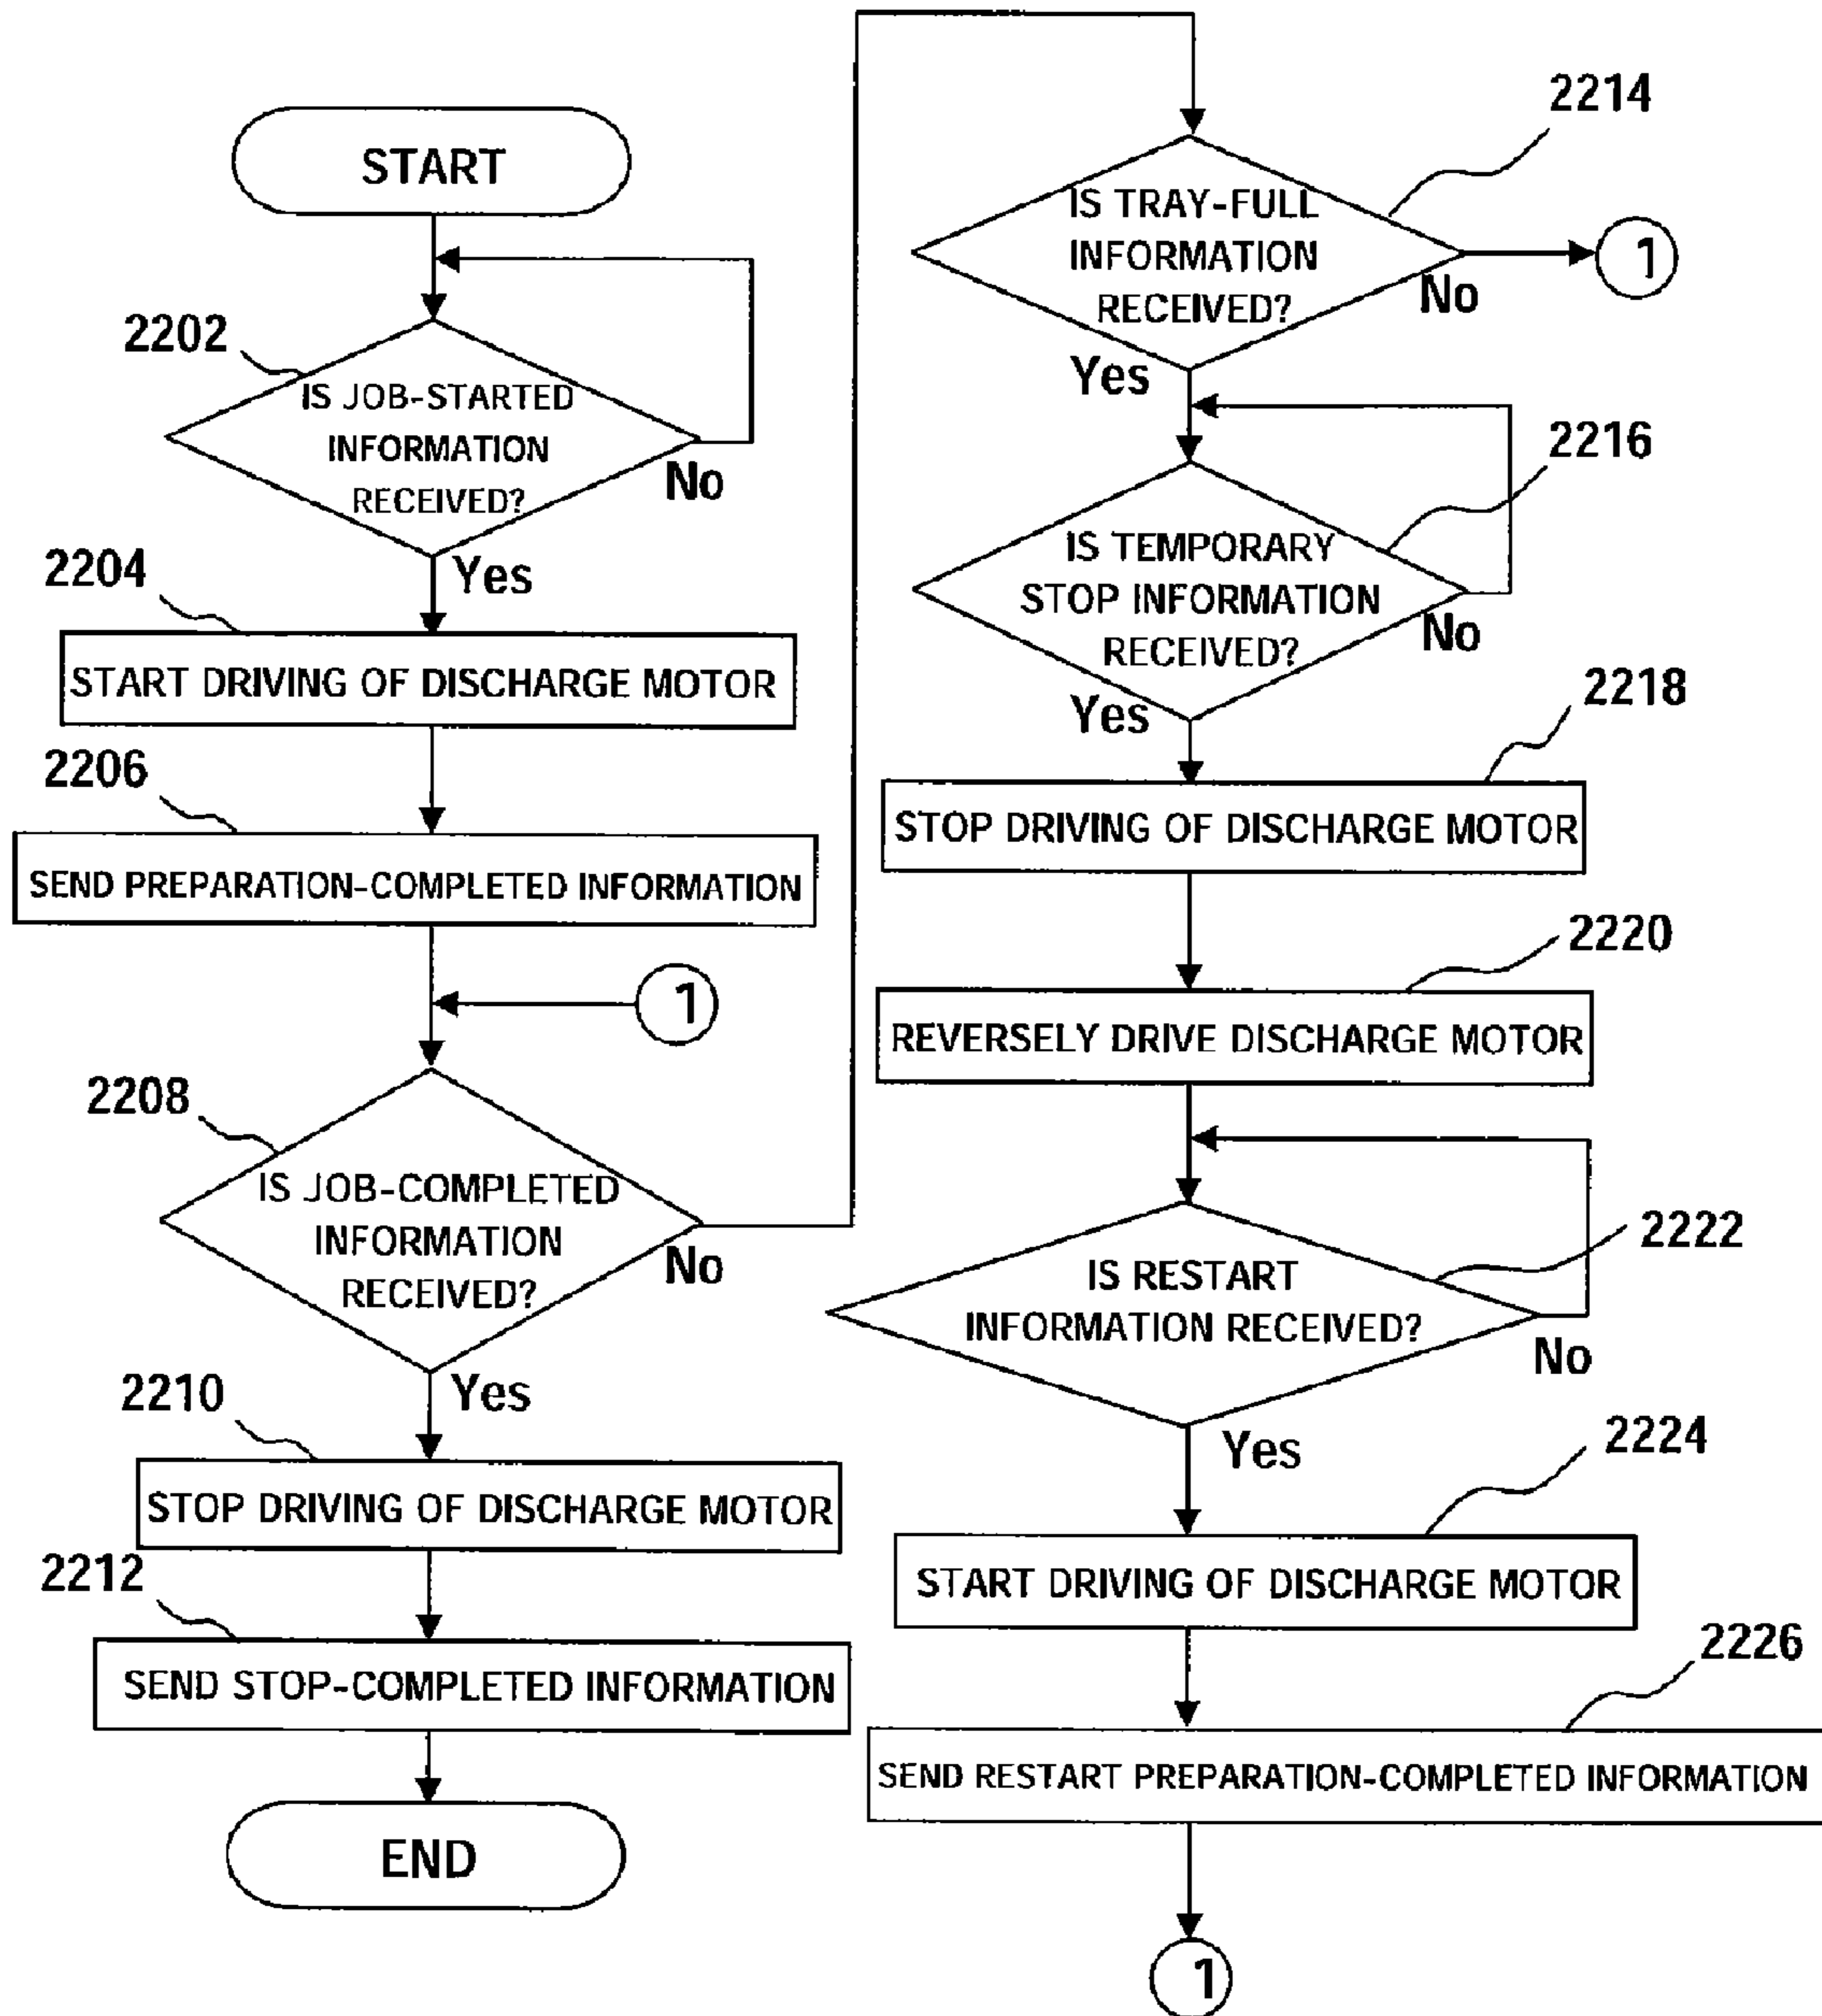 START
2202
IS JOB-STARTED
INFORMATION
RECEIVED?
No
Yes
2204
START DRIVING OF DISCHARGE MOTOR
2206
SEND PREPARATION-COMPLETED INFORMATION
1
2208
IS JOB-COMPLETED
INFORMATION
RECEIVED?
No
Yes
2210
STOP DRIVING OF DISCHARGE MOTOR
2212
SEND STOP-COMPLETED INFORMATION
END
2214
IS TRAY-FULL
INFORMATION
RECEIVED?
No
1
Yes
2216
IS TEMPORARY
STOP INFORMATION
RECEIVED?
No
Yes
2218
STOP DRIVING OF DISCHARGE MOTOR
2220
REVERSELY DRIVE DISCHARGE MOTOR
2222
IS RESTART
INFORMATION RECEIVED?
No
Yes
2224
START DRIVING OF DISCHARGE MOTOR
2226
SEND RESTART PREPARATION-COMPLETED INFORMATION
1